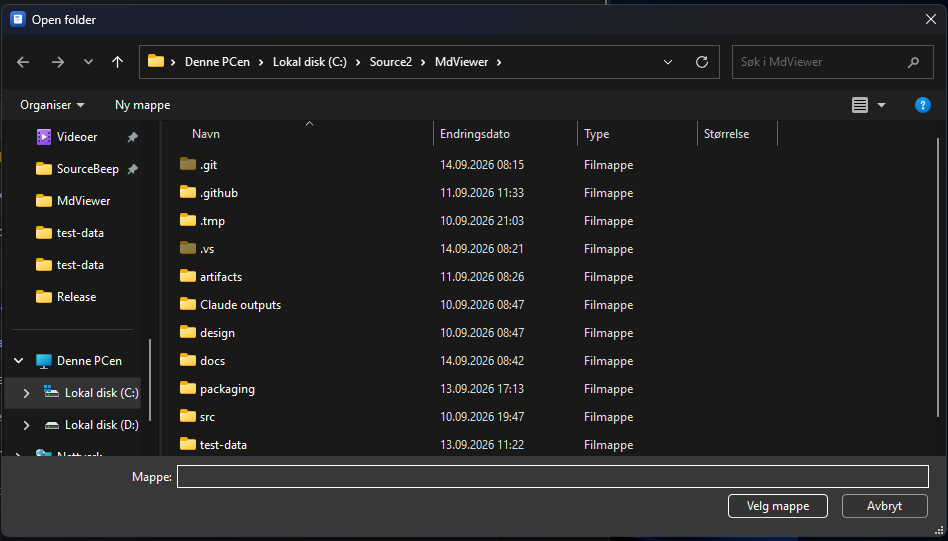 Open folder
Denne PCen > Lokal disk (C:) > Source2 > MdViewer >
Søk i MdViewer
Organiser
Ny mappe
Videoer
SourceBeep
MdViewer
test-data
test-data
Release
Denne PCen
Lokal disk (C:)
Lokal disk (D:)
Navn Endringsdato Type Størrelse
.git 14.09.2026 08:15 Filmappe
.github 11.09.2026 11:33 Filmappe
.tmp 10.09.2026 21:03 Filmappe
.vs 14.09.2026 08:21 Filmappe
artifacts 11.09.2026 08:26 Filmappe
Claude outputs 10.09.2026 08:47 Filmappe
design 10.09.2026 08:47 Filmappe
docs 14.09.2026 08:42 Filmappe
packaging 13.09.2026 17:13 Filmappe
src 10.09.2026 19:47 Filmappe
test-data 13.09.2026 11:22 Filmappe
Mappe:
Velg mappe Avbryt